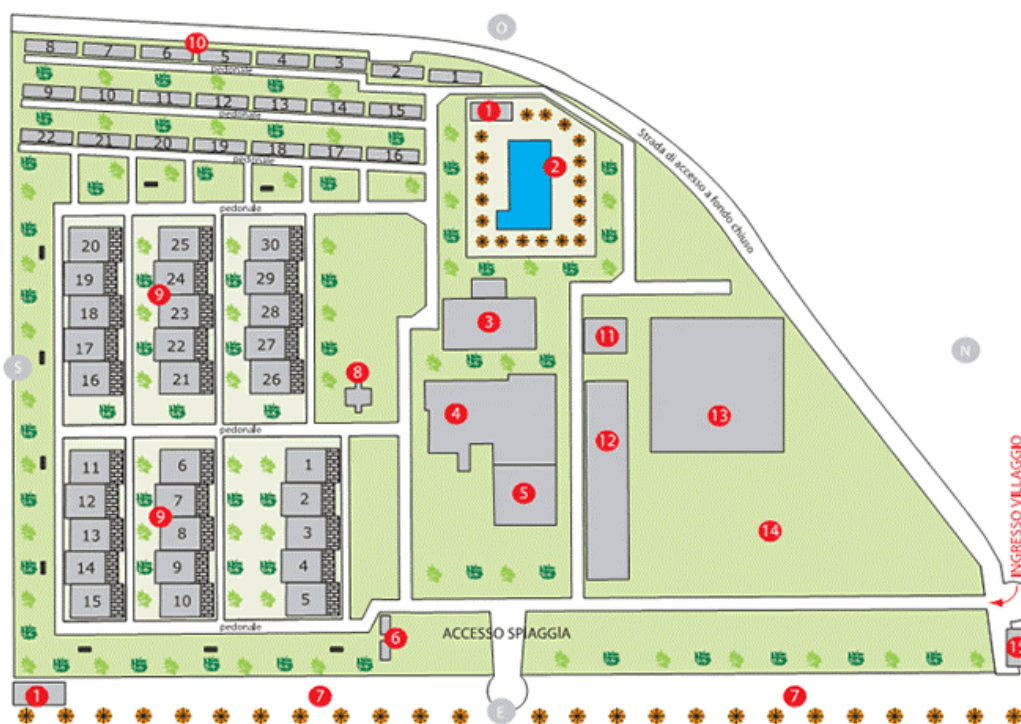 O
10
8 7 6 5 4 3 2 1
pedonale
9 10 11 12 13 14 15
pedonale
22 21 20 19 18 17 16
pedonale
1
2
Strada di accesso a fondo chiuso
pedonale
20 25 30
19 24 29
9
18 23 28
17 22 27
16 21 26
3
11
N
S
8
4
12
13
pedonale
11 6 1
12 7 2
9
13 8 3
14 9 4
15 10 5
5
14
INGRESSO VILLAGGIO
pedonale
6
ACCESSO SPIAGGIA
15
1
7
E
7